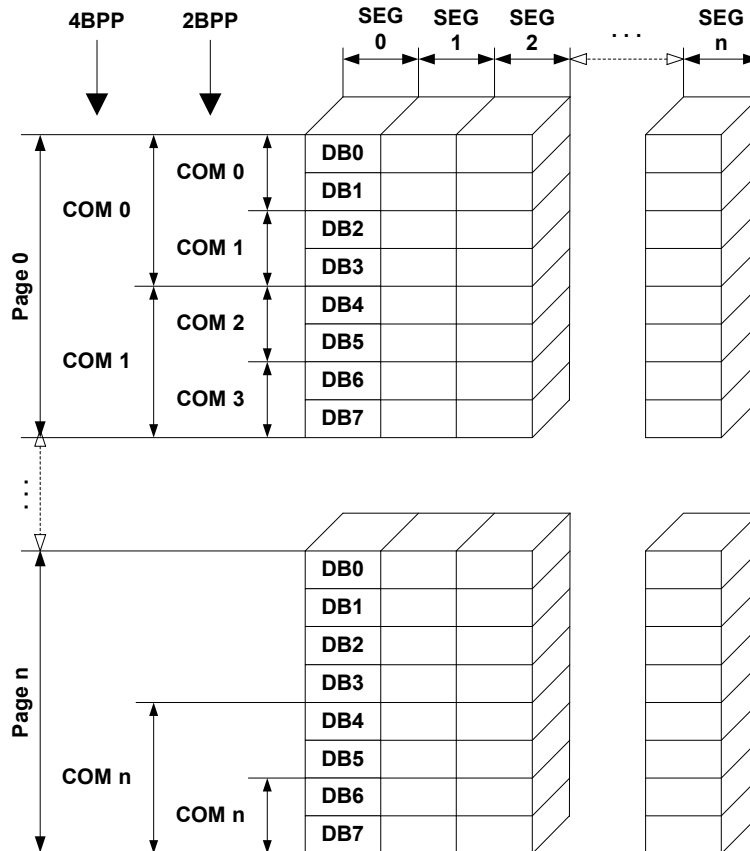 4BPP 2BPP SEG 0 SEG 1 SEG 2 . . . SEG n
Page 0
COM 0
COM 1
COM 0
COM 1
COM 2
COM 3
DB0
DB1
DB2
DB3
DB4
DB5
DB6
DB7
. . .
Page n
COM n
COM n
DB0
DB1
DB2
DB3
DB4
DB5
DB6
DB7